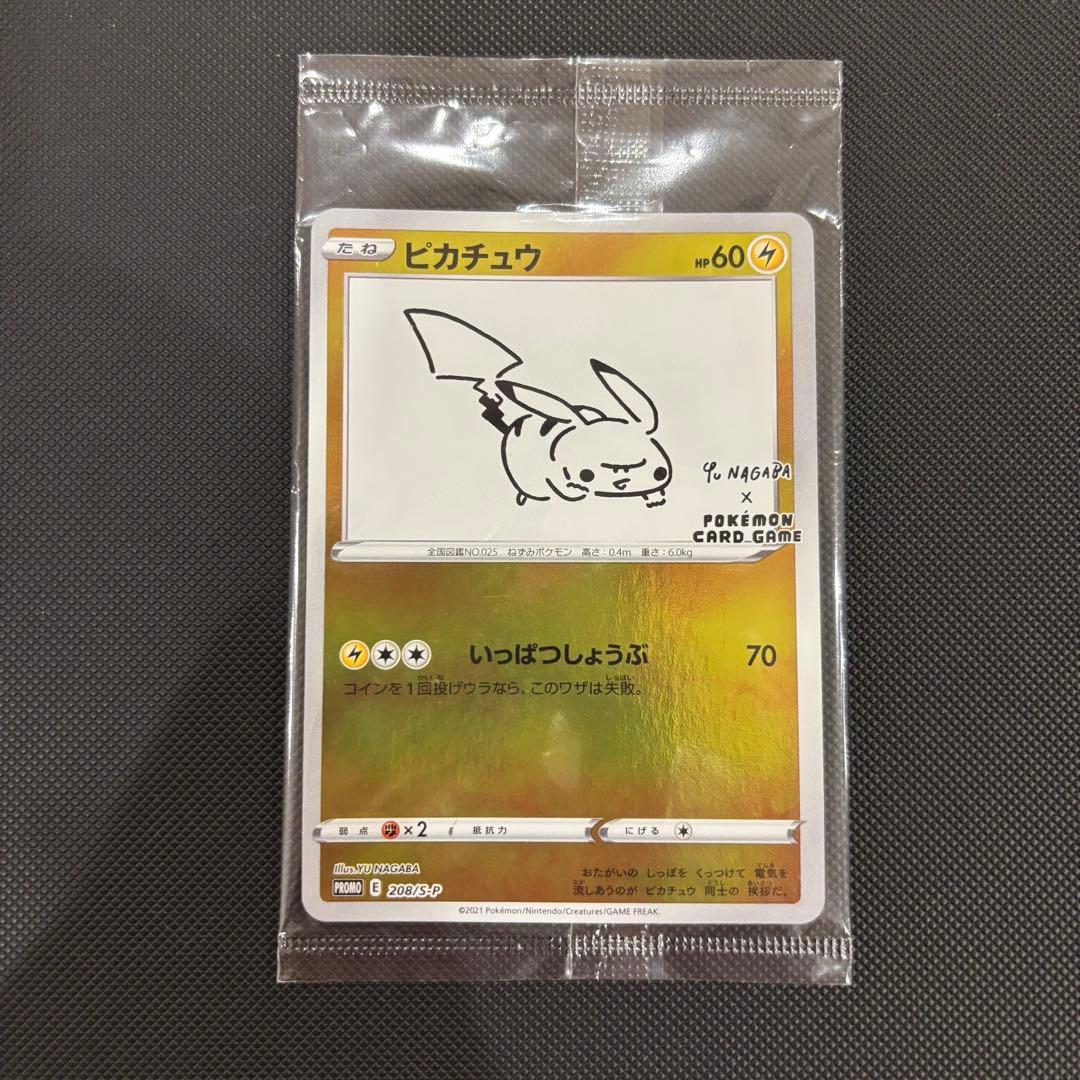 たね ピカチュウ HP60
YU NAGABA
×
POKÉMON
CARD GAME
全国図鑑NO.025 ねずみポケモン 高さ:0.4m 重さ:6.0kg
いっぱつしょうぶ 70
コインを1回投げウラなら、このワザは失敗。
弱点 ×2 抵抗力 にげる
Illus.YU NAGABA
PROMO E 208/S-P
おたがいの しっぽを くっつけて 電気を
流しあうのが ピカチュウ 同士の 挨拶だ。
©2021 Pokémon/Nintendo/Creatures/GAME FREAK.